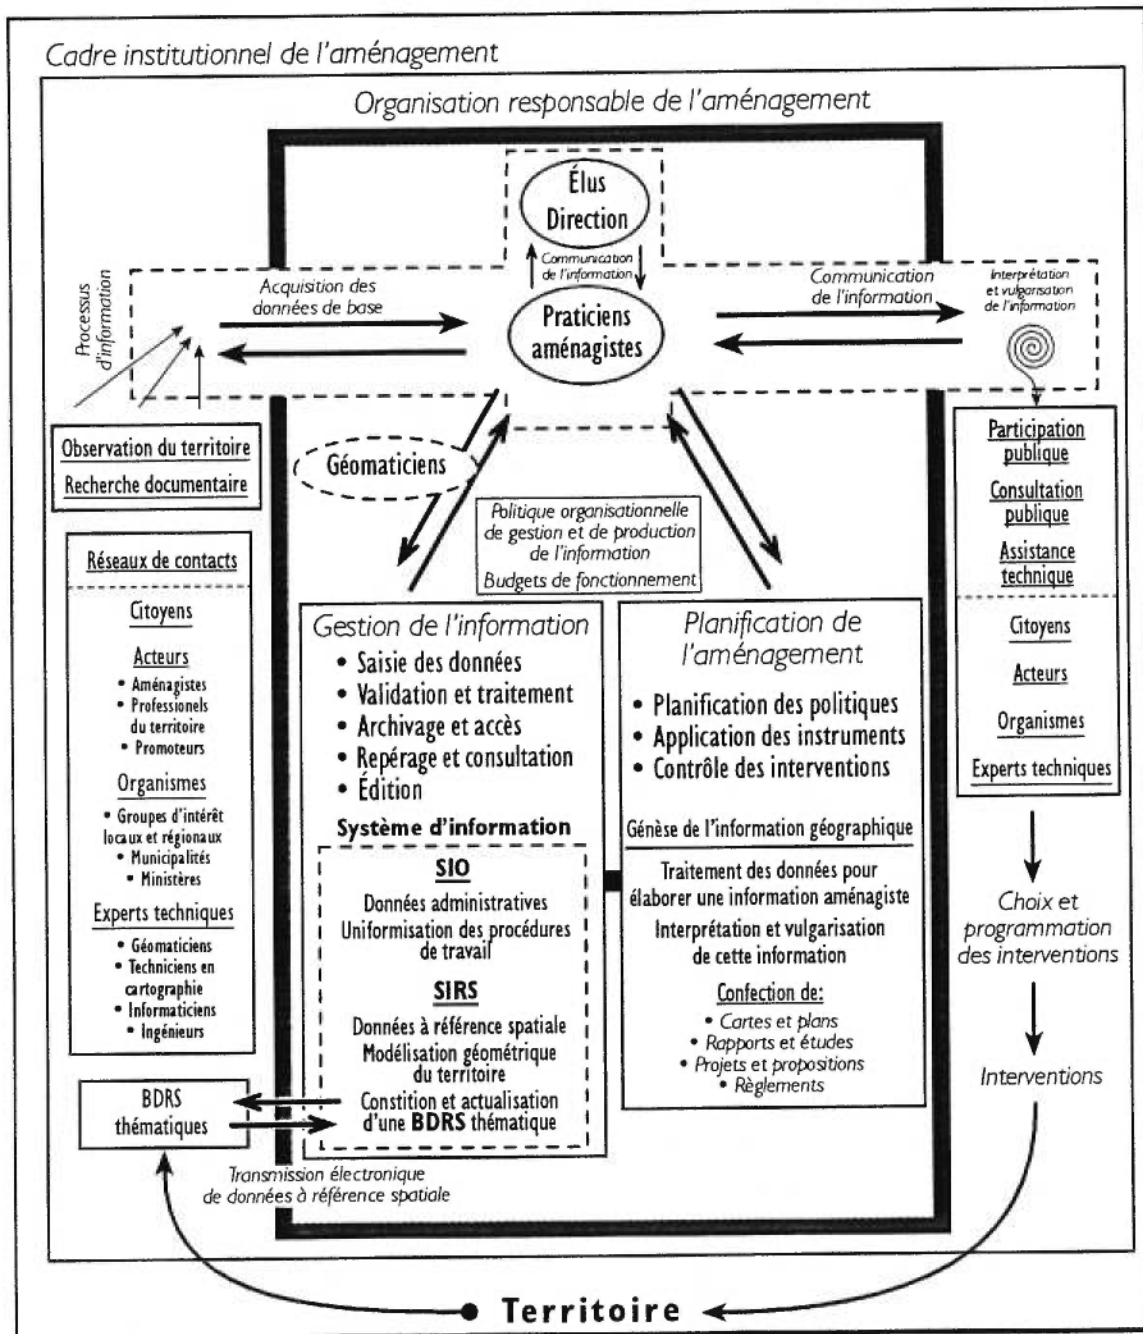 Cadre institutionnel de l'aménagement
Organisation responsable de l'aménagement
Élus
Direction
Communication
de l'information
Processus
d'information
Acquisition des
données de base
Praticiens
aménagistes
Communication
de l'information
Interprétation
et vulgarisation
de l'information
Observation du territoire
Recherche documentaire
Géomaticiens
Politique organisationnelle
de gestion et de production
de l'information
Budgets de fonctionnement
Participation
publique
Consultation
publique
Assistance
technique
Citoyens
Acteurs
Organismes
Experts techniques
Réseaux de contacts
Citoyens
Acteurs
• Aménagistes
• Professionels
du territoire
• Promoteurs
Organismes
• Groupes d'intérêt
locaux et régionaux
• Municipalités
• Ministères
Experts techniques
• Géomaticiens
• Techniciens en
cartographie
• Informaticiens
• Ingénieurs
Gestion de l'information
• Saisie des données
• Validation et traitement
• Archivage et accès
• Repérage et consultation
• Édition
Système d'information
SIO
Données administratives
Uniformisation des procédures
de travail
SIRS
Données à référence spatiale
Modélisation géométrique
du territoire
Constition et actualisation
d'une BDRS thématique
Planification de
l'aménagement
• Planification des politiques
• Application des instruments
• Contrôle des interventions
Génèse de l'information géographique
Traitement des données pour
élaborer une information aménagiste
Interprétation et vulgarisation
de cette information
Confection de:
• Cartes et plans
• Rapports et études
• Projets et propositions
• Règlements
Choix et
programmation
des interventions
Interventions
BDRS
thématiques
Transmission électronique
de données à référence spatiale
Territoire